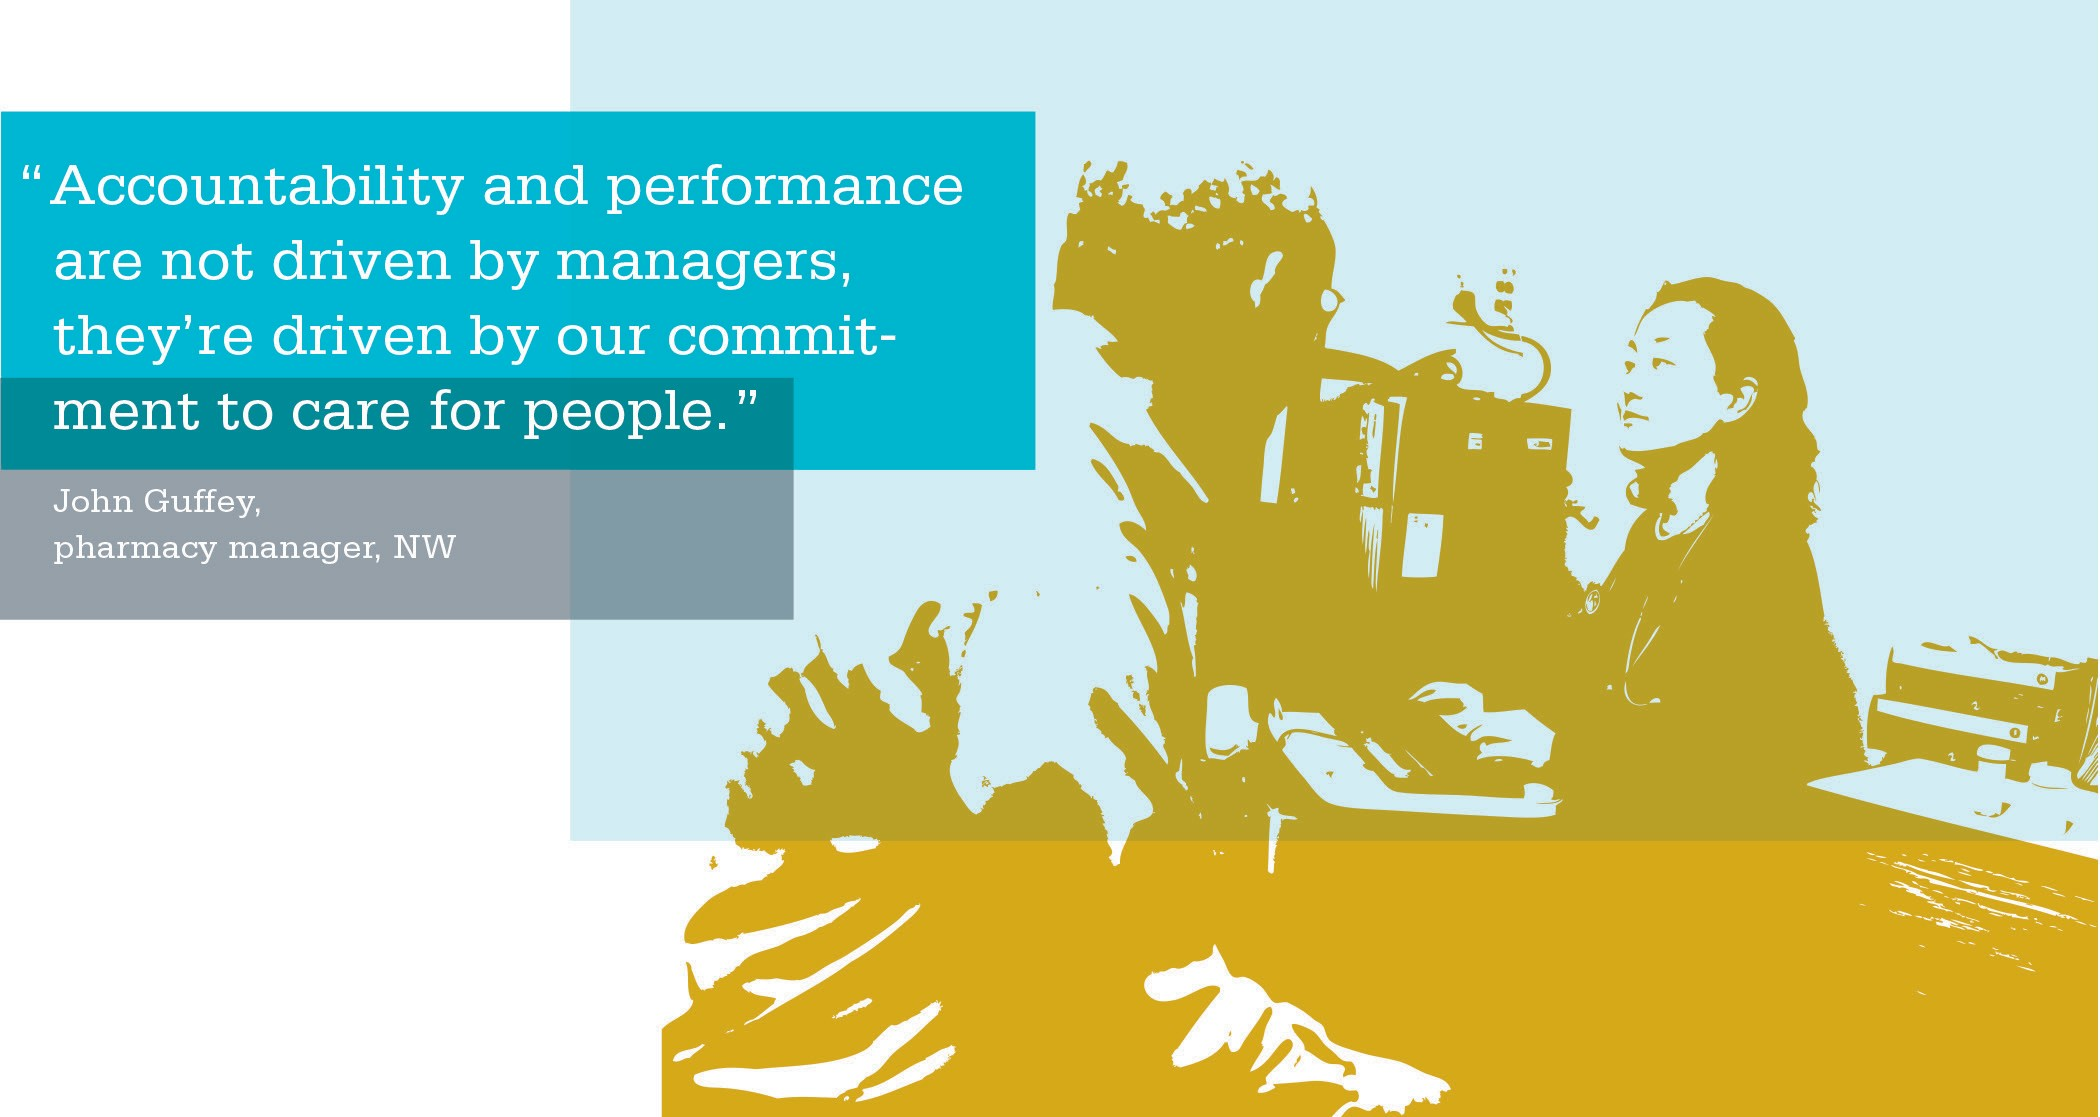 “Accountability and performance
are not driven by managers,
they’re driven by our commit-
ment to care for people.”
John Guffey,
pharmacy manager, NW